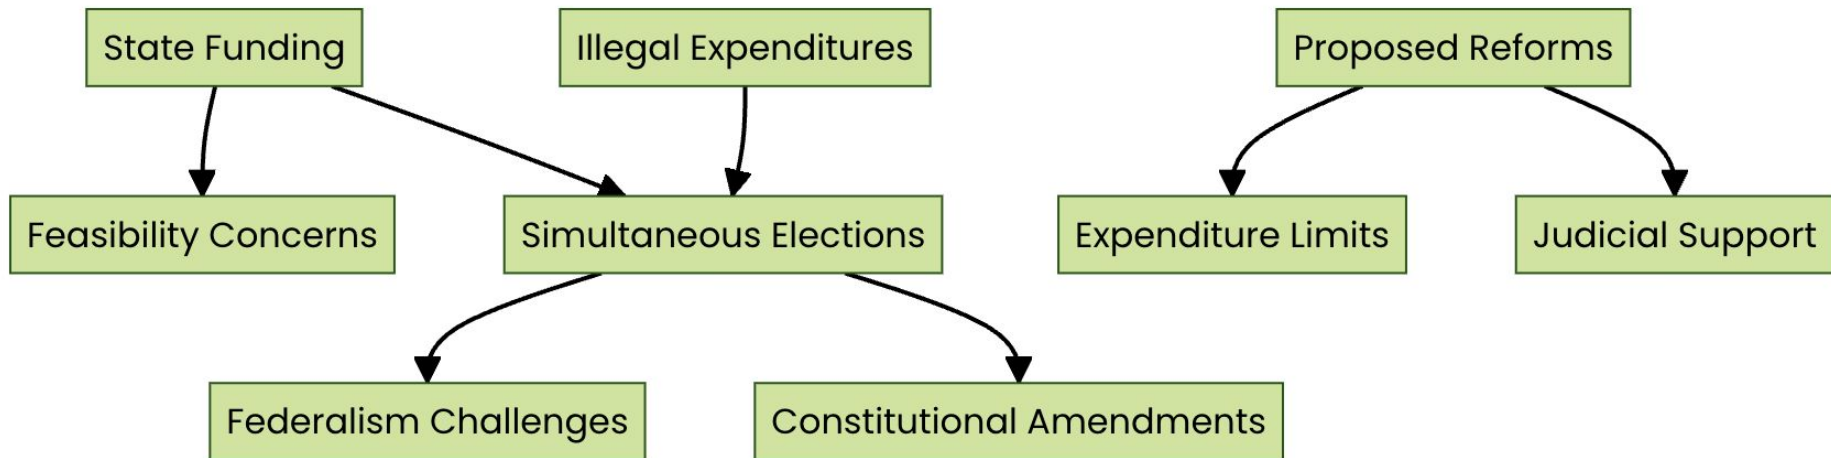 State Funding
Illegal Expenditures
Proposed Reforms
Feasibility Concerns
Simultaneous Elections
Expenditure Limits
Judicial Support
Federalism Challenges
Constitutional Amendments